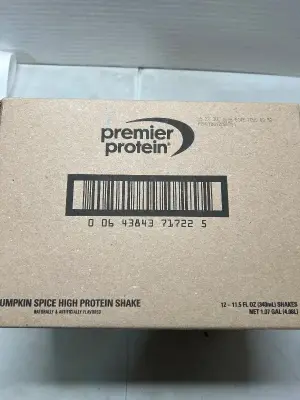 premier
protein®
0 06 43843 71722 5
UMPKIN SPICE HIGH PROTEIN SHAKE
NATURALLY & ARTIFICIALLY FLAVORED
12 - 11.5 FL OZ (340mL) SHAKES
NET 1.07 GAL (4.08L)